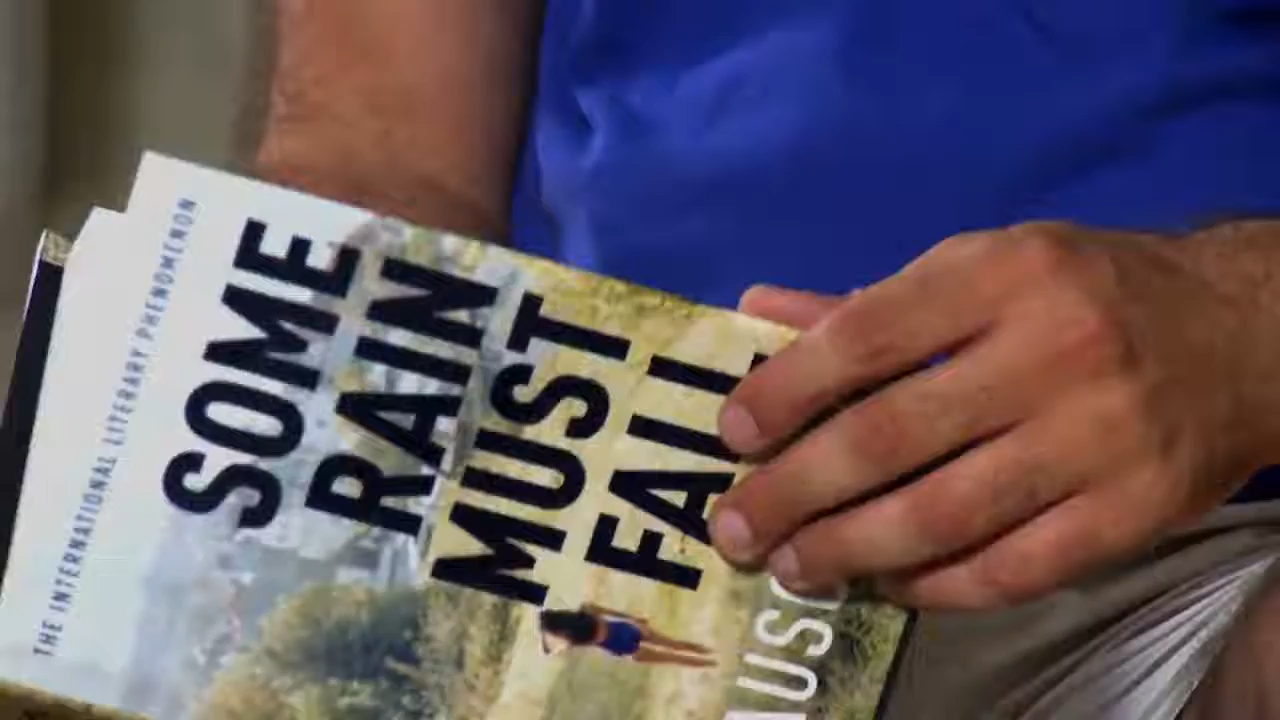 THE INTERNATIONAL LITERARY PHENOMENON
SOME
RAIN
MUST
FALL